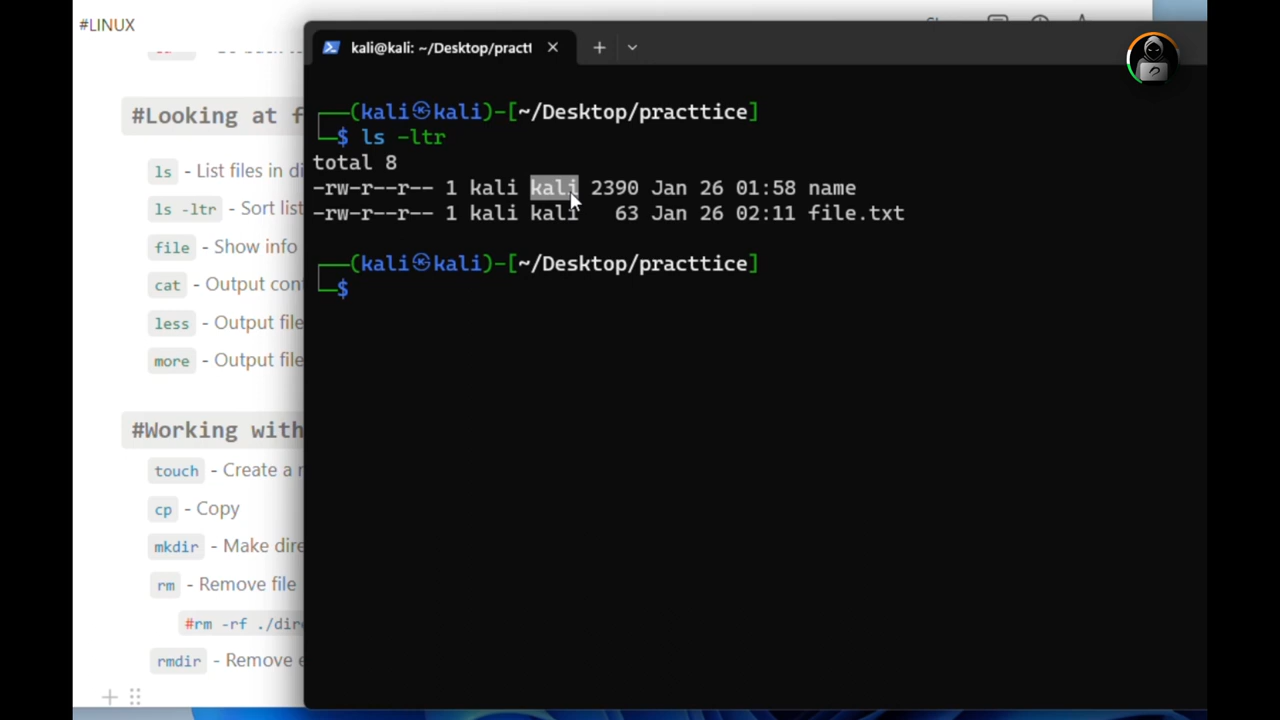 #LINUX
#Looking at f
ls - List files in di
ls -ltr - Sort list
file - Show info
cat - Output cont
less - Output file
more - Output file
#Working with
touch - Create a n
cp - Copy
mkdir - Make dire
rm - Remove file
#rm -rf ./dire
rmdir - Remove e
kali@kali: ~/Desktop/pract
(kali㉿kali)-[~/Desktop/practtice]
$ ls -ltr
total 8
-rw-r--r-- 1 kali kali 2390 Jan 26 01:58 name
-rw-r--r-- 1 kali kali 63 Jan 26 02:11 file.txt
(kali㉿kali)-[~/Desktop/practtice]
$